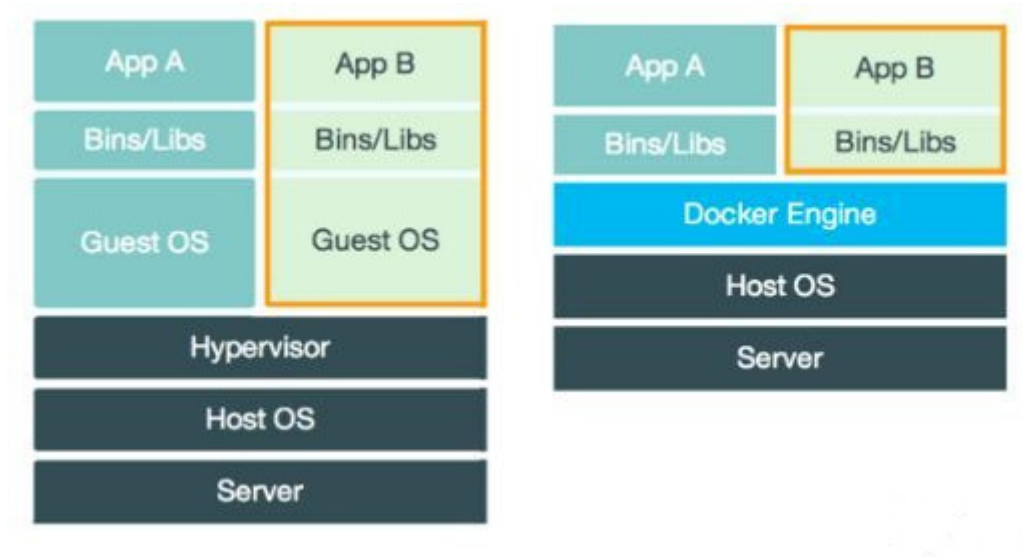 App A
App B
Bins/Libs
Bins/Libs
Guest OS
Guest OS
Hypervisor
Host OS
Server
App A
App B
Bins/Libs
Bins/Libs
Docker Engine
Host OS
Server